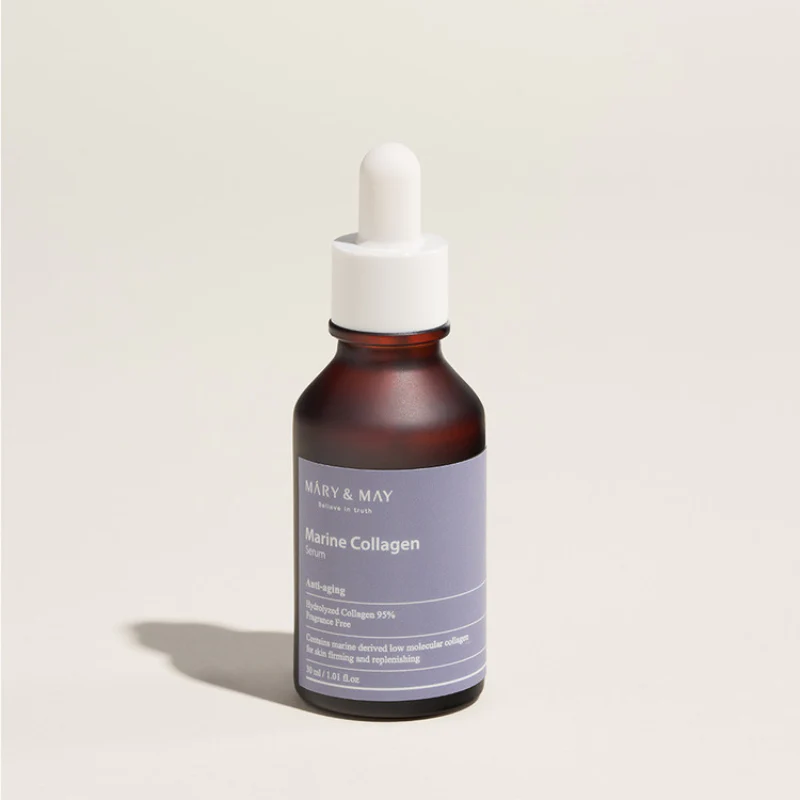 MÁRY & MAY
Believe in truth
Marine Collagen
Serum
Anti-aging
Hydrolyzed Collagen 95%
Fragrance Free
Contains marine derived low molecular collagen
for skin firming and replenishing
30 ml / 1.01 fl.oz